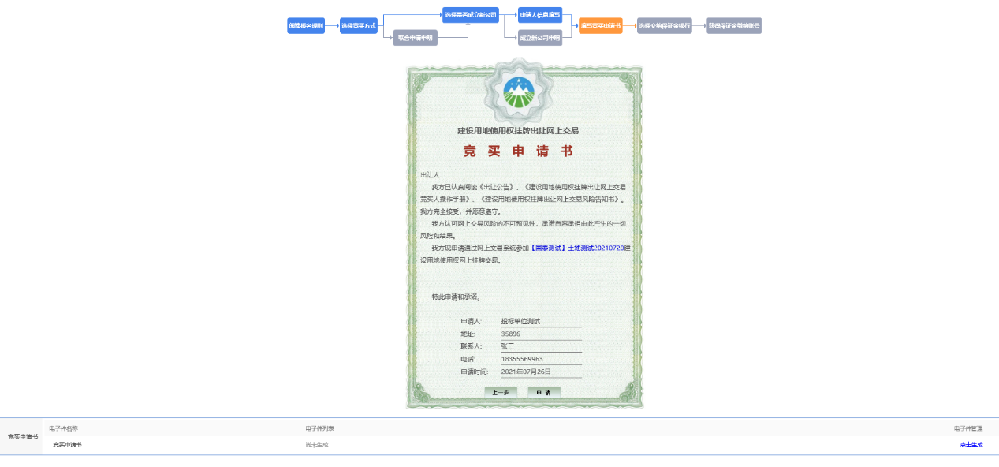 阅读报名规则
选择竞买方式
选择是否成立新公司
联合申请申明
申请人信息填写
成立新公司申明
填写竞买申请书
选择交纳保证金银行
获得保证金缴纳账号
建设用地使用权挂牌出让网上交易
竞买申请书
出让人：
我方已认真阅读《出让公告》、《建设用地使用权挂牌出让网上交易
竞买人操作手册》、《建设用地使用权挂牌出让网上交易风险告知书》。
我方完全接受，并愿意遵守。
我方认可网上交易风险的不可预见性，承诺自愿承担由此产生的一切
风险和结果。
我方现申请通过网上交易系统参加【国泰测试】土地测试20210720建
设用地使用权网上挂牌交易。
特此申请和承诺。
申请人: 投标单位测试二
地址: 35896
联系人: 张三
电话: 18355569963
申请时间: 2021年07月26日
上一步 申 请
竞买申请书
电子件名称 电子件列表 电子件管理
竞买申请书 尚未生成 点击生成